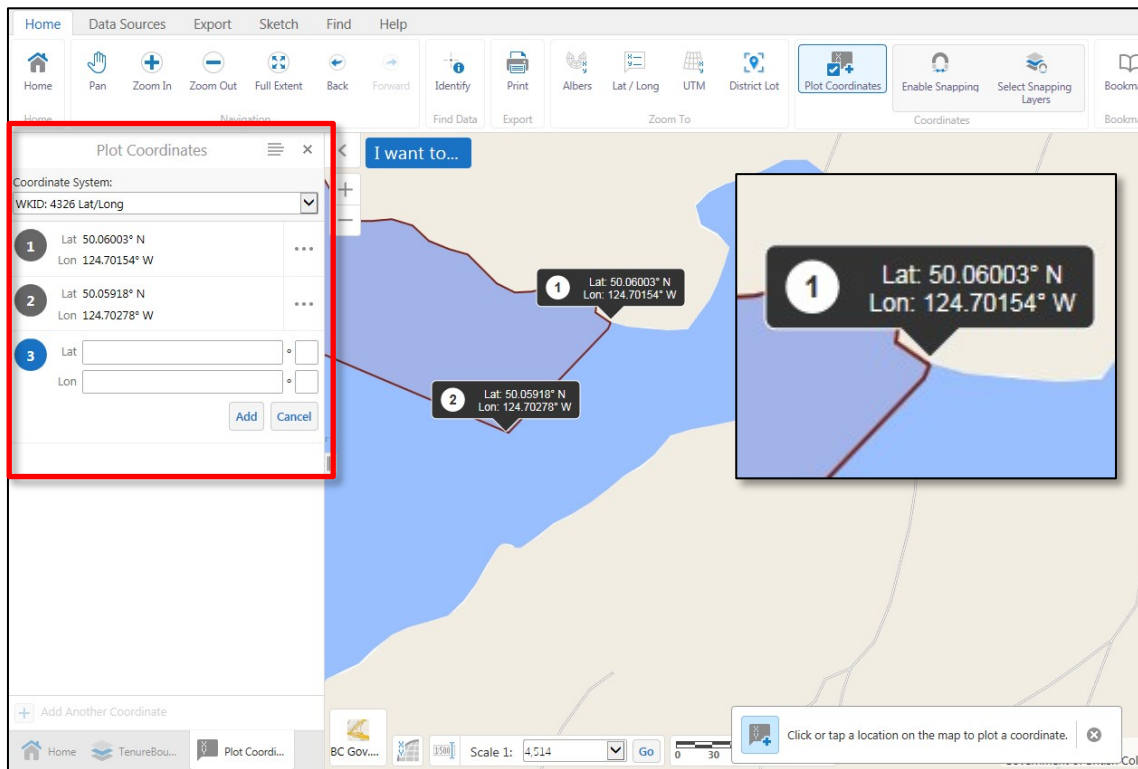 Home Data Sources Export Sketch Find Help
Home Pan Zoom In Zoom Out Full Extent Back Forward Identify Print Albers Lat / Long UTM District Lot Plot Coordinates Enable Snapping Select Snapping Layers
Home Navigation Find Data Export Zoom To Coordinates
Plot Coordinates
Coordinate System:
WKID: 4326 Lat/Long
1 Lat 50.06003° N
Lon 124.70154° W
2 Lat 50.05918° N
Lon 124.70278° W
3 Lat °
Lon °
Add Cancel
Add Another Coordinate
Home TenureBou... Plot Coordi...
I want to...
1 Lat: 50.06003° N
Lon: 124.70154° W
2 Lat: 50.05918° N
Lon: 124.70278° W
1 Lat: 50.06003° N
Lon: 124.70154° W
BC Gov.... 1:500 Scale 1: 4,514 Go 0 30
Click or tap a location on the map to plot a coordinate.